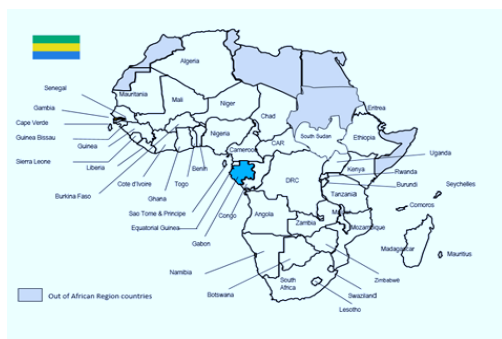 Algeria
Senegal
Mauritania
Mali
Niger
Gambia
Chad
Eritrea
Cape Verde
Guinea Bissau
Guinea
Nigeria
South Sudan
Ethiopia
Sierra Leone
Liberia
Cameroon
CAR
Uganda
Burkina Faso
Cote d'Ivoire
Togo
Benin
Kenya
Rwanda
Ghana
DRC
Burundi
Sao Tome & Principe
Tanzania
Seychelles
Equatorial Guinea
Congo
Gabon
Angola
Comoros
Zambia
Mozambique
Madagascar
Mauritius
Namibia
Zimbabwe
Botswana
South
Africa
Swaziland
Lesotho
Out of African Region countries